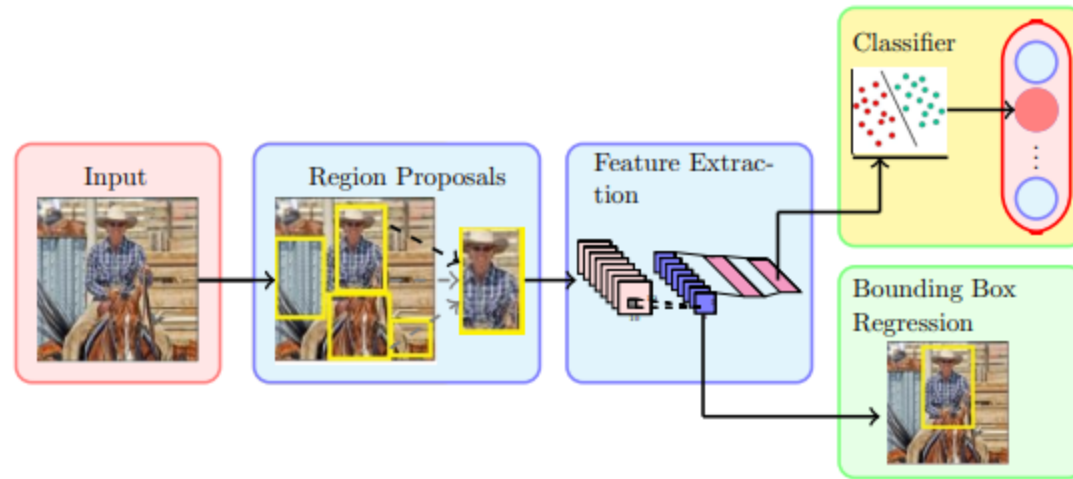 Input
Region Proposals
Feature Extrac-
tion
Classifier
Bounding Box
Regression